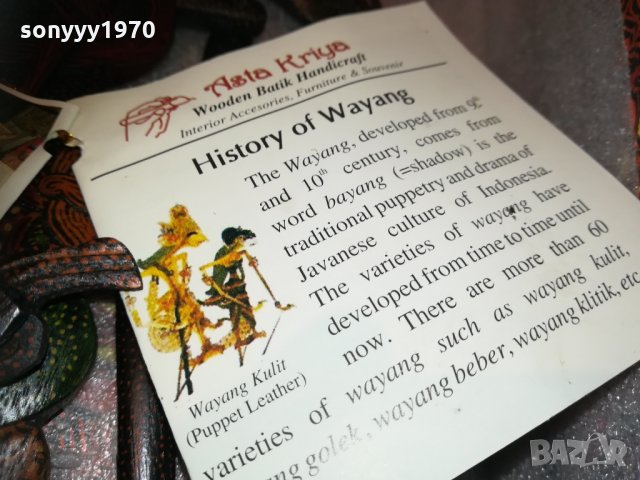 sonyyy1970
Asta Kriya
Wooden Batik Handicraft
Interior Accesories, Furniture & Souvenir
History of Wayang
The Wayang, developed from 9th
and 10th century, comes from
word bayang (=shadow) is the
traditional puppetry and drama of
Javanese culture of Indonesia.
The varieties of wayang have
developed from time to time until
now. There are more than 60
varieties of wayang such as wayang kulit,
golek, wayang beber, wayang klitik, etc
Wayang Kulit
(Puppet Leather)
BAZAR